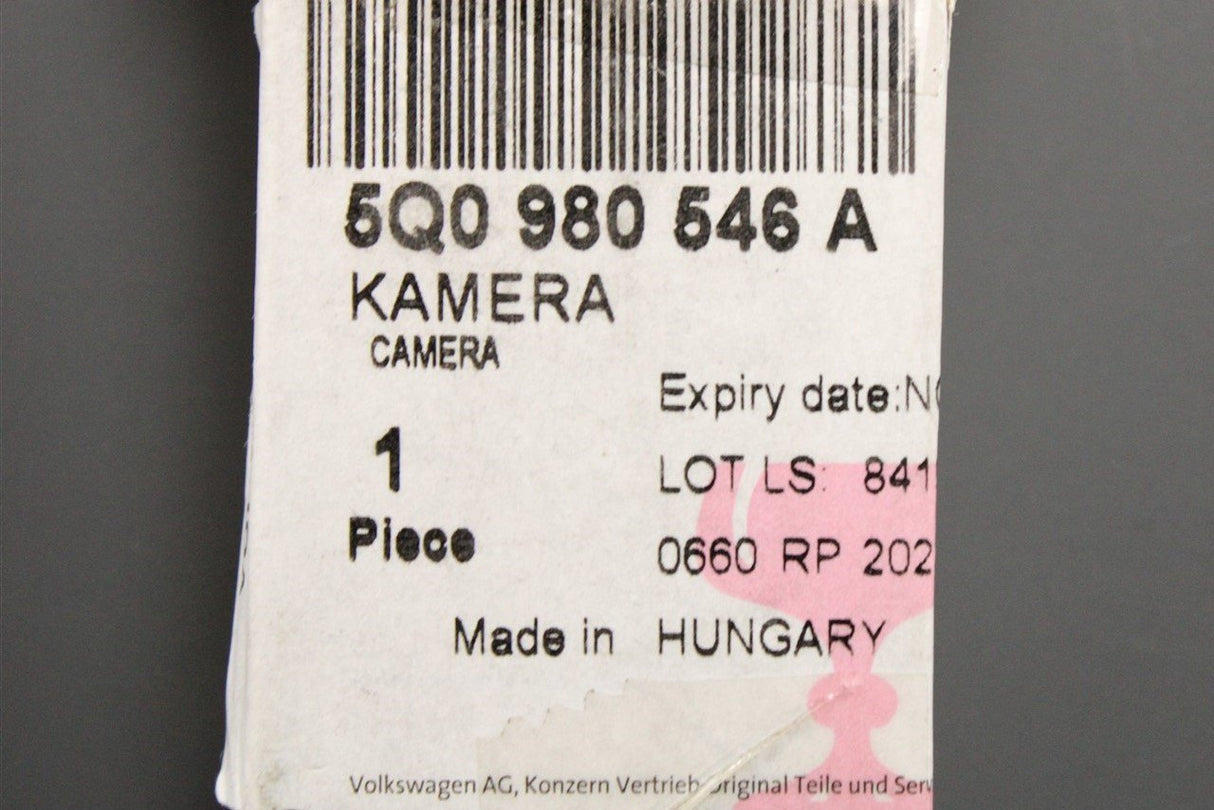 5Q0 980 546 A
KAMERA
CAMERA
Expiry date:
1
LOT LS: 841
Piece
0660 RP 202
Made in HUNGARY
Volkswagen AG, Konzern Vertrieb Original Teile und